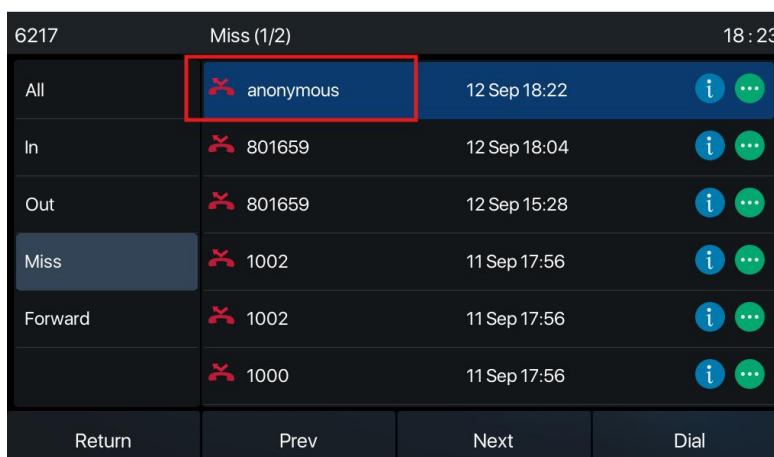 6217 Miss (1/2) 18:23
All anonymous 12 Sep 18:22
In 801659 12 Sep 18:04
Out 801659 12 Sep 15:28
Miss 1002 11 Sep 17:56
Forward 1002 11 Sep 17:56
1000 11 Sep 17:56
Return Prev Next Dial